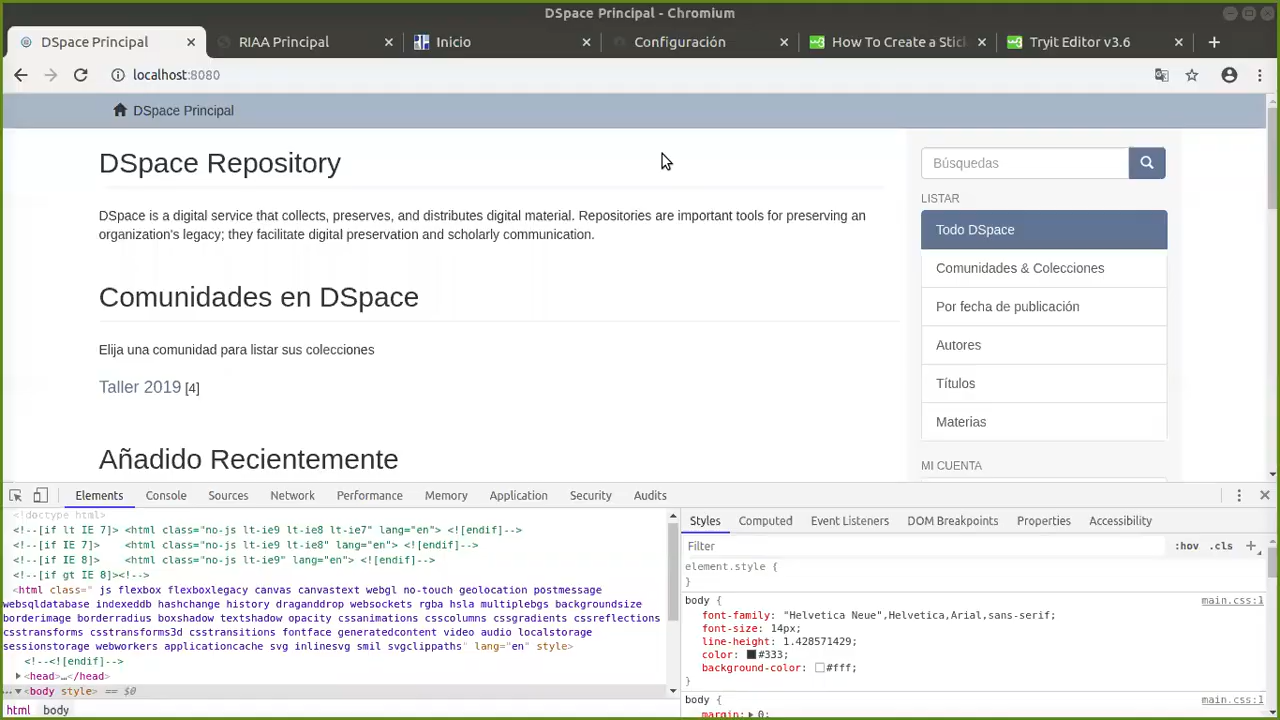 DSpace Principal - Chromium
DSpace Principal
RIAA Principal
Inicio
Configuración
How To Create a Stick
Tryit Editor v3.6
localhost:8080
DSpace Principal
DSpace Repository
DSpace is a digital service that collects, preserves, and distributes digital material. Repositories are important tools for preserving an
organization's legacy; they facilitate digital preservation and scholarly communication.
Comunidades en DSpace
Elija una comunidad para listar sus colecciones
Taller 2019 [4]
Añadido Recientemente
Búsquedas
LISTAR
Todo DSpace
Comunidades & Colecciones
Por fecha de publicación
Autores
Títulos
Materias
MI CUENTA
Elements
Console
Sources
Network
Performance
Memory
Application
Security
Audits
<!doctype html>
<!--[if lt IE 7]> <html class="no-js lt-ie9 lt-ie8 lt-ie7" lang="en"> <![endif]-->
<!--[if IE 7]>    <html class="no-js lt-ie9 lt-ie8" lang="en"> <![endif]-->
<!--[if IE 8]>    <html class="no-js lt-ie9" lang="en"> <![endif]-->
<!--[if gt IE 8]><!-->
<html class=" js flexbox flexboxlegacy canvas canvastext webgl no-touch geolocation postmessage
websqldatabase indexeddb hashchange history draganddrop websockets rgba hsla multiplebgs backgroundsize
borderimage borderradius boxshadow textshadow opacity cssanimations csscolumns cssgradients cssreflections
csstransforms csstransforms3d csstransitions fontface generatedcontent video audio localstorage
sessionstorage webworkers applicationcache svg inlinesvg smil svgclippaths" lang="en" style>
<!--<![endif]-->
<head>…</head>
<body style> == $0
html body
Styles
Computed
Event Listeners
DOM Breakpoints
Properties
Accessibility
Filter
:hov .cls +
element.style {
}
body {
main.css:1
font-family: "Helvetica Neue",Helvetica,Arial,sans-serif;
font-size: 14px;
line-height: 1.428571429;
color: #333;
background-color: #fff;
}
body {
main.css:1
margin: 0;